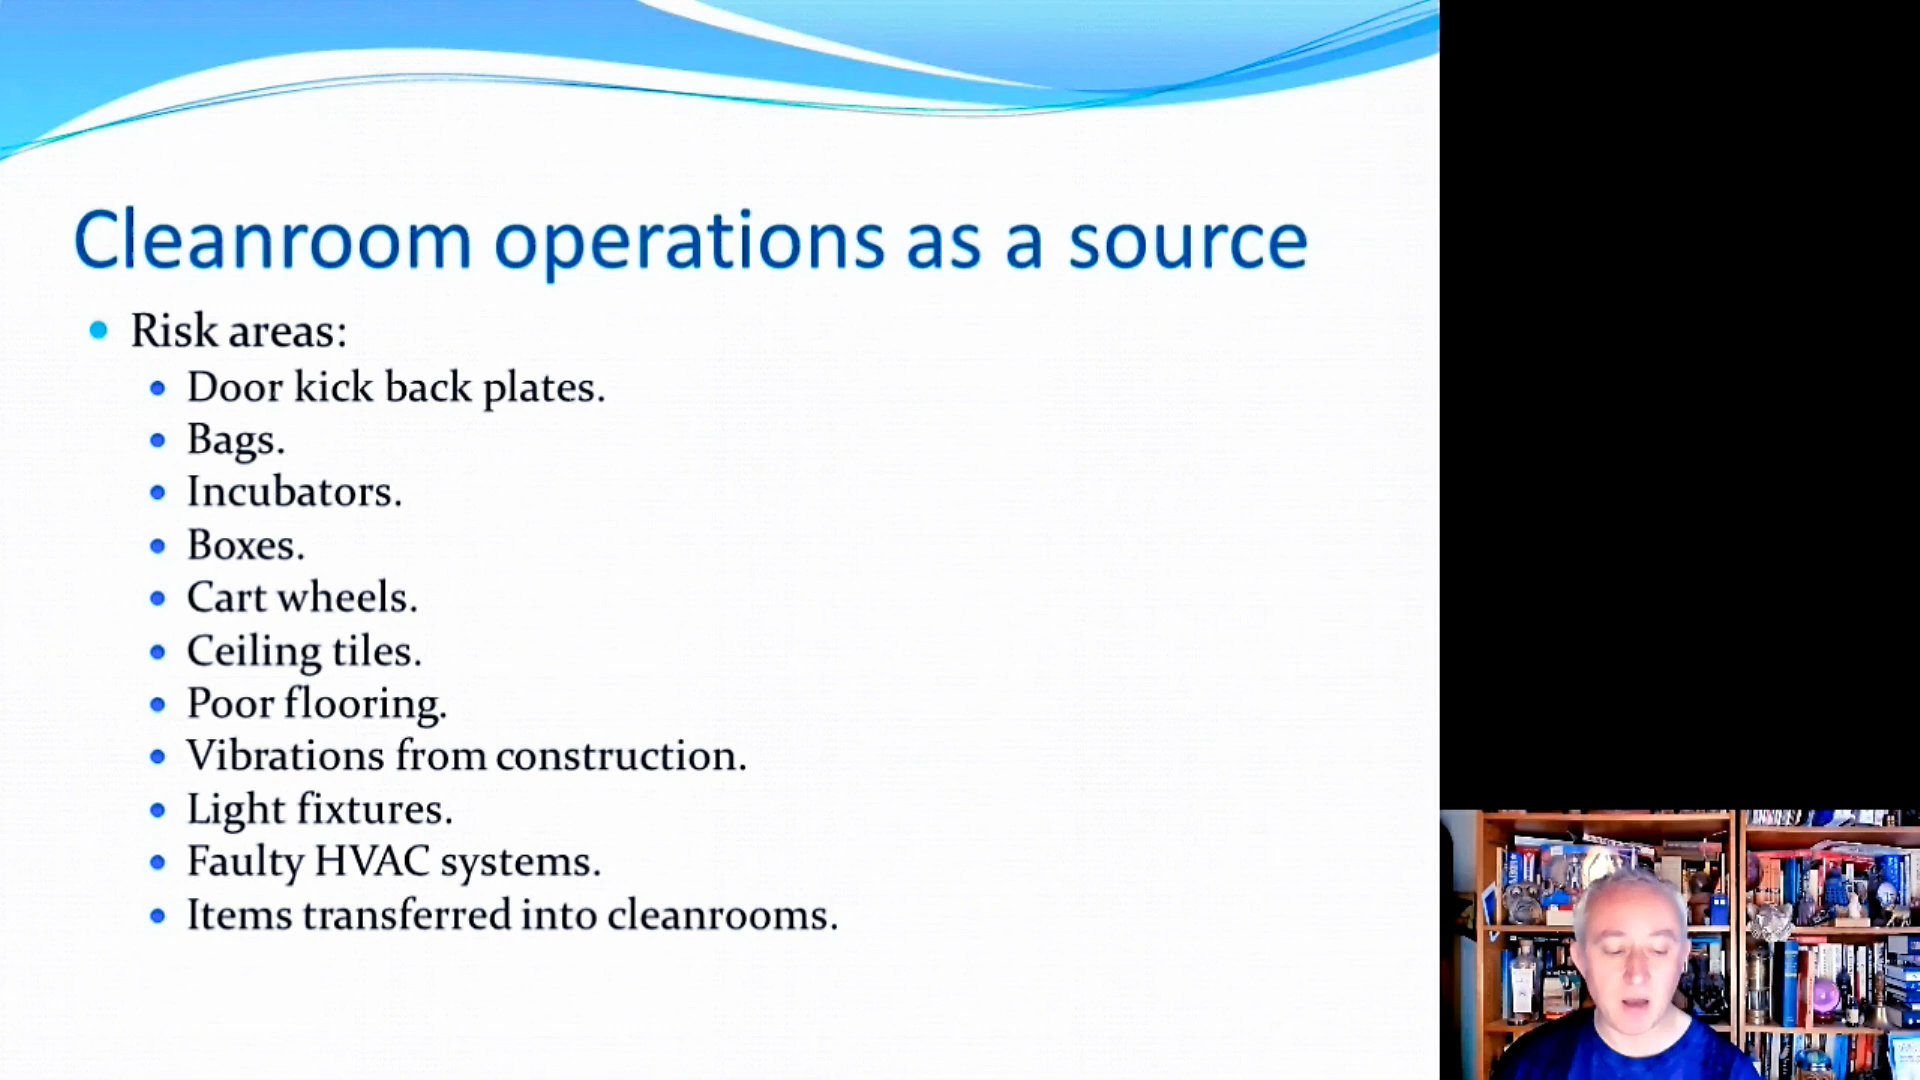 Cleanroom operations as a source
Risk areas:
Door kick back plates.
Bags.
Incubators.
Boxes.
Cart wheels.
Ceiling tiles.
Poor flooring.
Vibrations from construction.
Light fixtures.
Faulty HVAC systems.
Items transferred into cleanrooms.